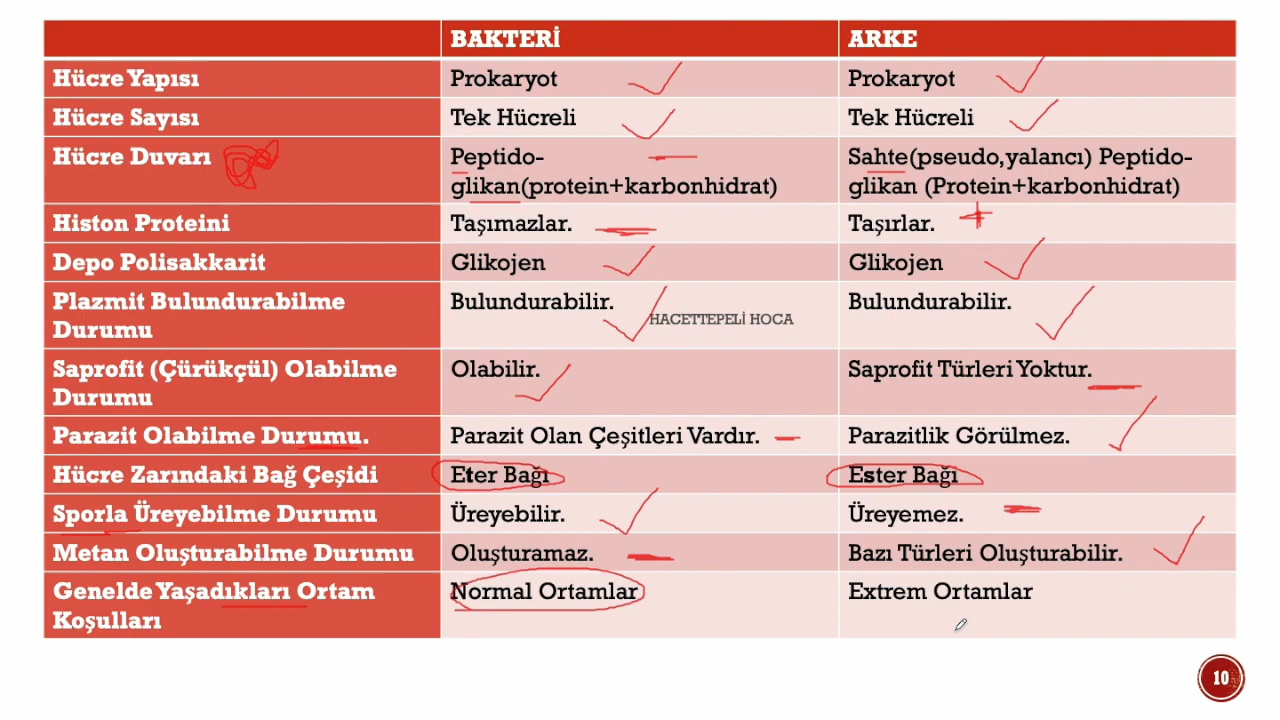 BAKTERİ ARKE
Hücre Yapısı Prokaryot Prokaryot
Hücre Sayısı Tek Hücreli Tek Hücreli
Hücre Duvarı Peptido- Sahte(pseudo,yalancı) Peptido-
glikan(protein+karbonhidrat) glikan (Protein+karbonhidrat)
Histon Proteini Taşımazlar. Taşırlar.
Depo Polisakkarit Glikojen Glikojen
Plazmit Bulundurabilme Bulundurabilir. Bulundurabilir.
Durumu
HACETTEPELİ HOCA
Saprofit (Çürükçül) Olabilme Olabilir. Saprofit Türleri Yoktur.
Durumu
Parazit Olabilme Durumu. Parazit Olan Çeşitleri Vardır. Parazitlik Görülmez.
Hücre Zarındaki Bağ Çeşidi Eter Bağı Ester Bağı
Sporla Üreyebilme Durumu Üreyebilir. Üreyemez.
Metan Oluşturabilme Durumu Oluşturamaz. Bazı Türleri Oluşturabilir.
Genelde Yaşadıkları Ortam Normal Ortamlar Extrem Ortamlar
Koşulları
10